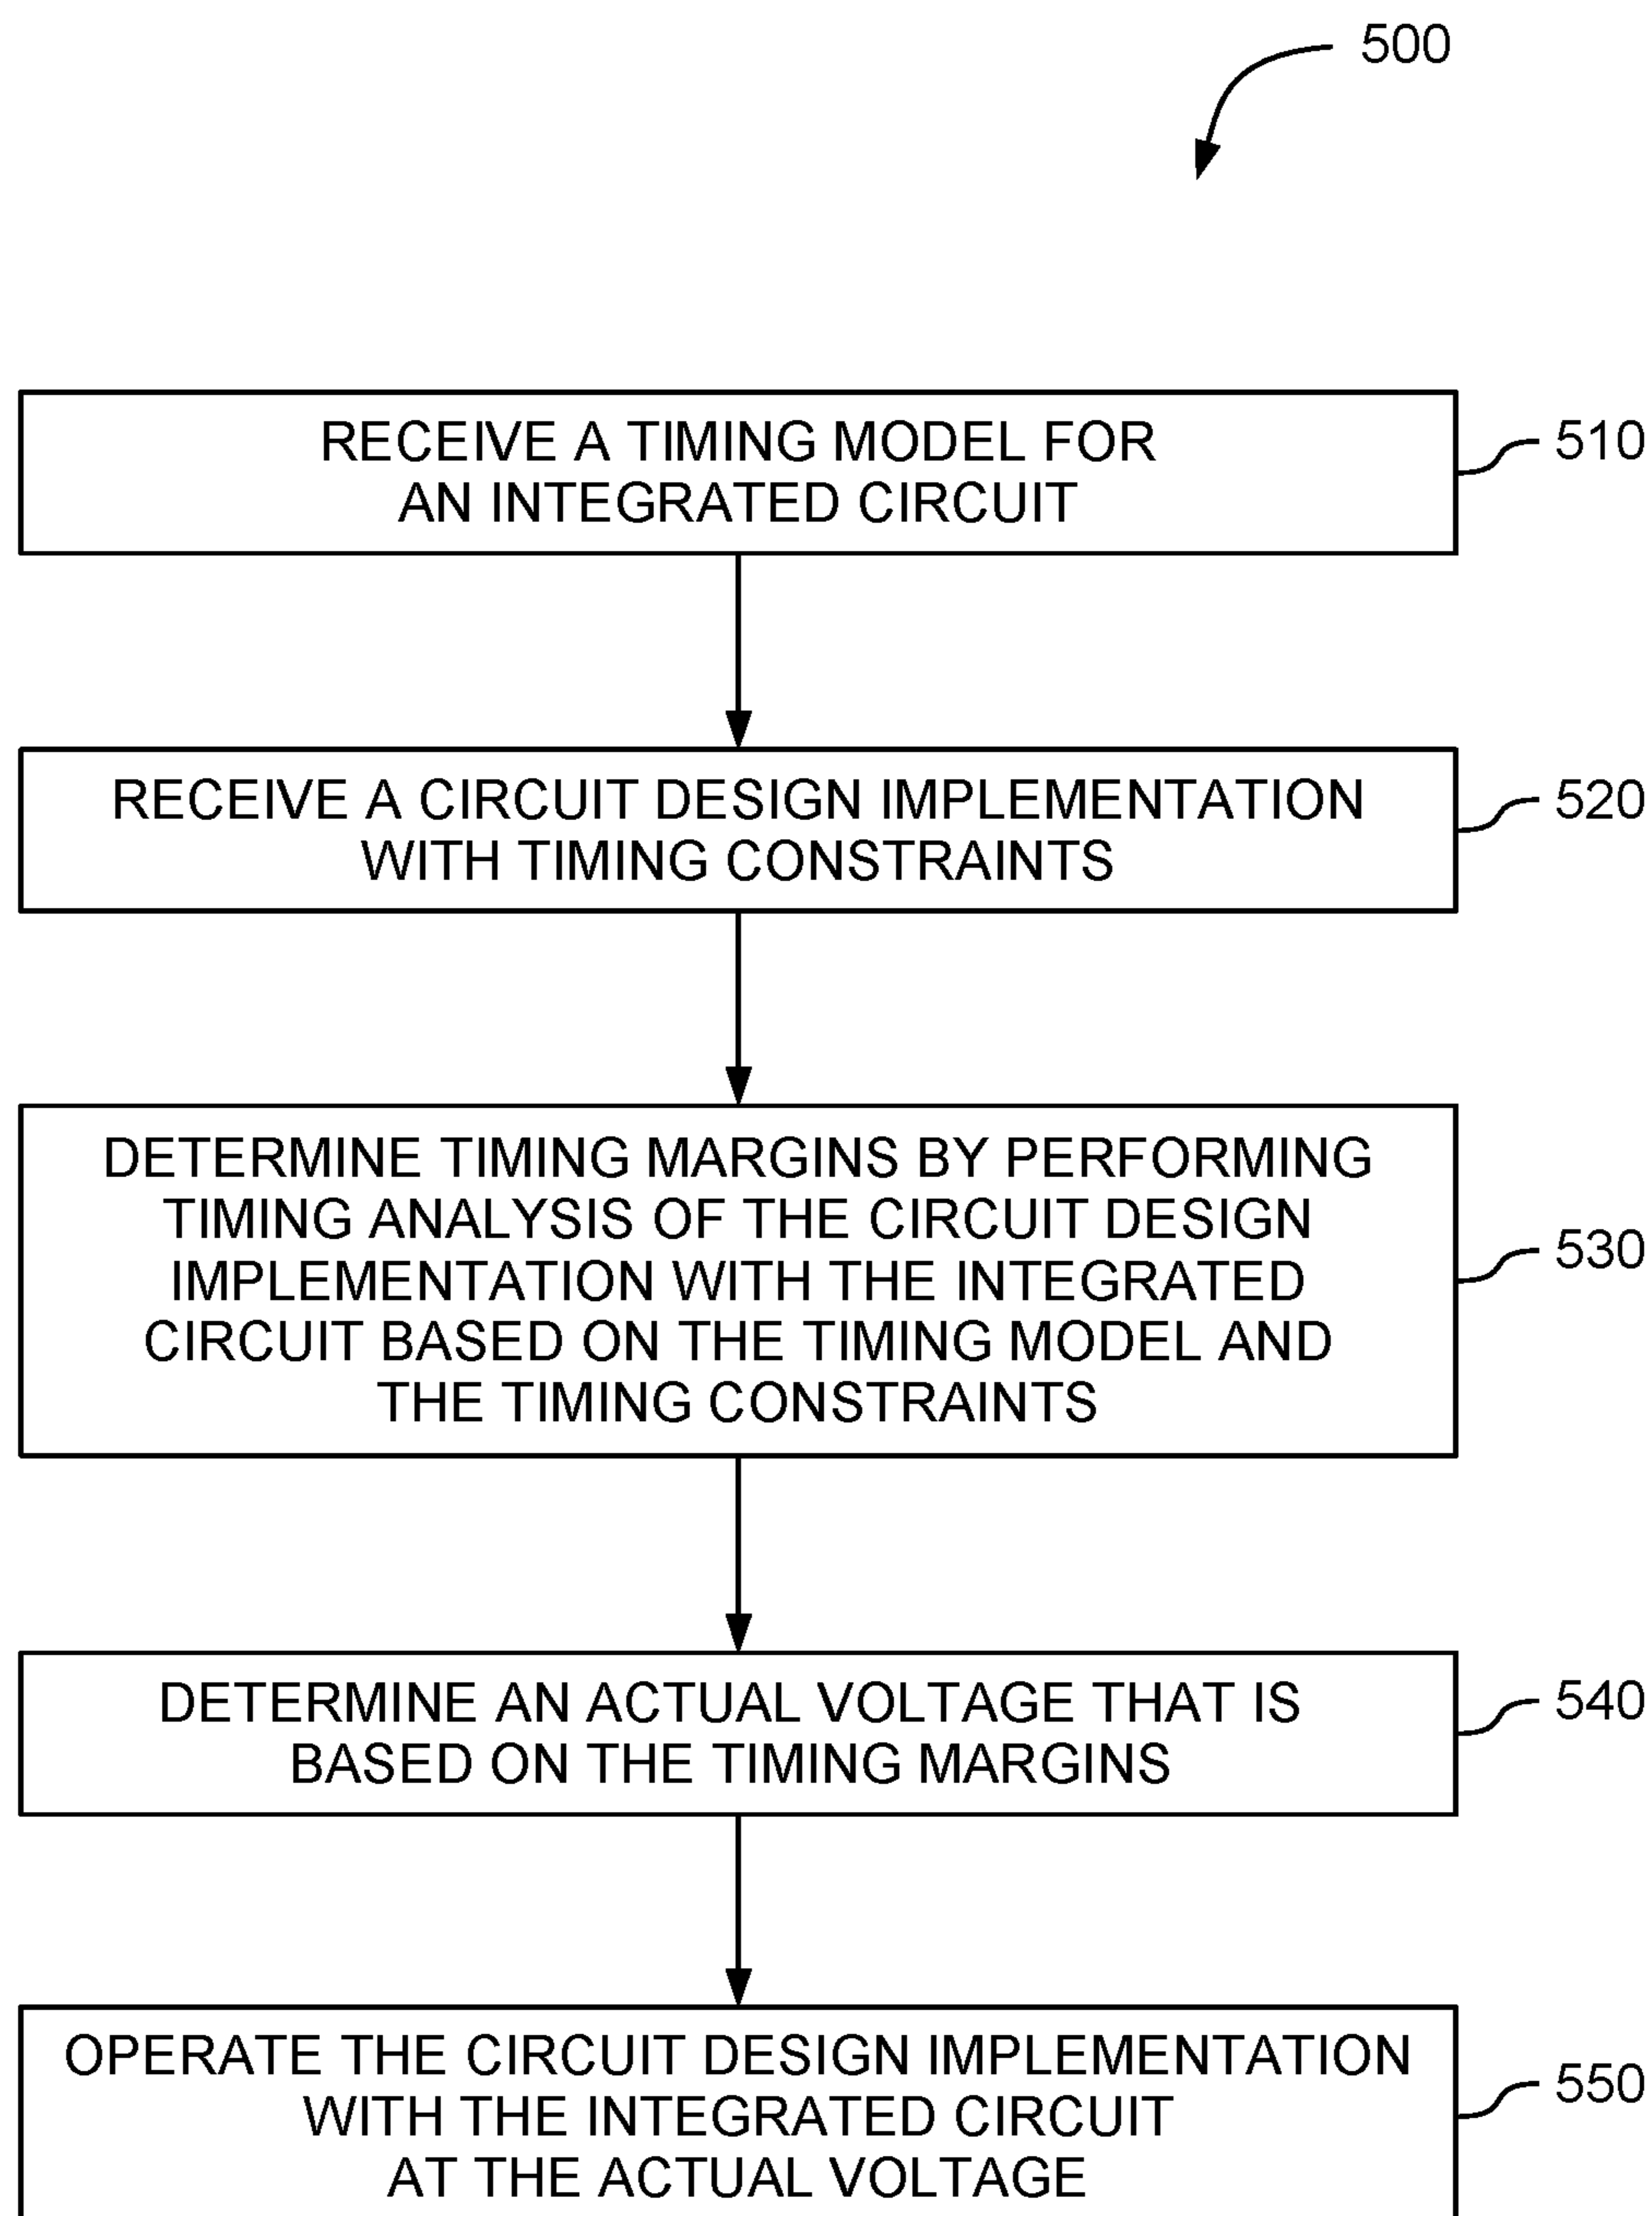 500
RECEIVE A TIMING MODEL FOR
AN INTEGRATED CIRCUIT
510
RECEIVE A CIRCUIT DESIGN IMPLEMENTATION
WITH TIMING CONSTRAINTS
520
DETERMINE TIMING MARGINS BY PERFORMING
TIMING ANALYSIS OF THE CIRCUIT DESIGN
IMPLEMENTATION WITH THE INTEGRATED
CIRCUIT BASED ON THE TIMING MODEL AND
THE TIMING CONSTRAINTS
530
DETERMINE AN ACTUAL VOLTAGE THAT IS
BASED ON THE TIMING MARGINS
540
OPERATE THE CIRCUIT DESIGN IMPLEMENTATION
WITH THE INTEGRATED CIRCUIT
AT THE ACTUAL VOLTAGE
550